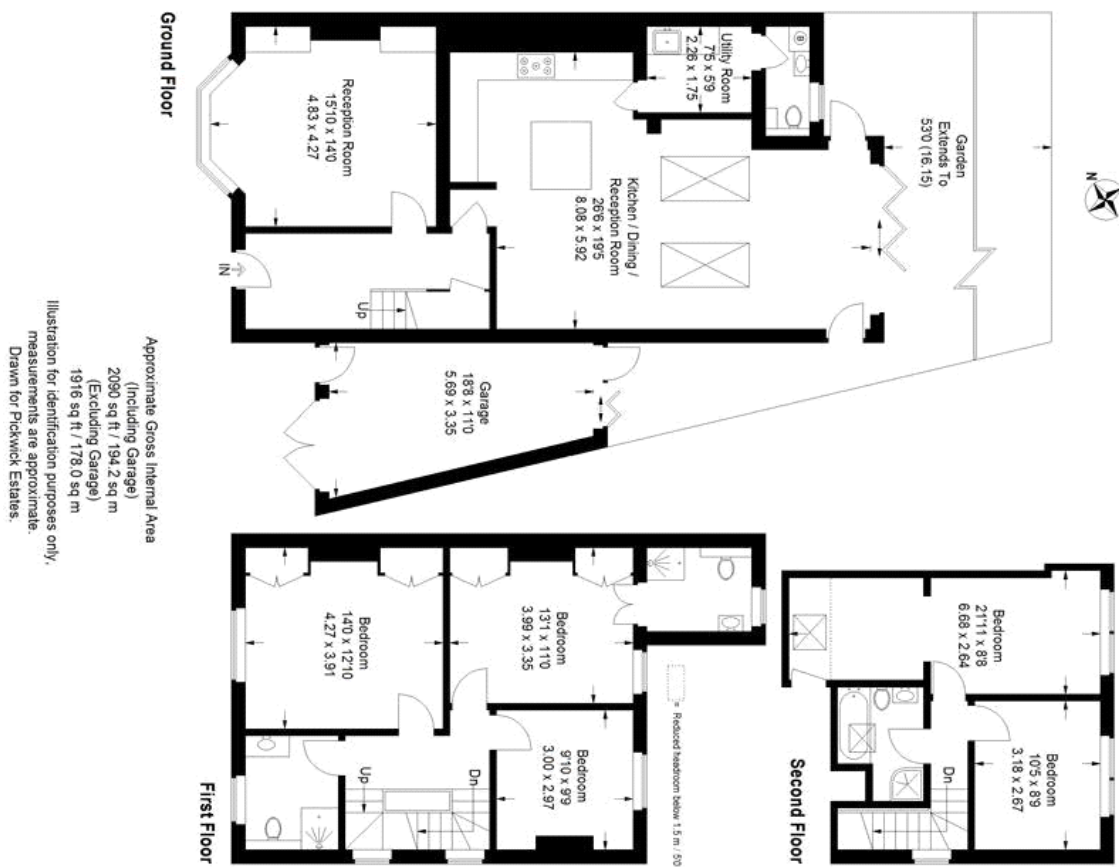 Ground Floor
Reception Room
15'10 x 14'0
4.83 x 4.27
IN
Up
Kitchen / Dining /
Reception Room
26'6 x 19'5
8.08 x 5.92
Utility Room
7'5 x 5'9
2.26 x 1.75
B
Garden
Extends To
53'0 (16.15)
N
Garage
18'8 x 11'0
5.69 x 3.35
Approximate Gross Internal Area
(Including Garage)
2090 sq ft / 194.2 sq m
(Excluding Garage)
1916 sq ft / 178.0 sq m
Illustration for identification purposes only,
measurements are approximate.
Drawn for Pickwick Estates.
First Floor
Bedroom
14'0 x 12'10
4.27 x 3.91
Bedroom
13'1 x 11'0
3.99 x 3.35
Bedroom
9'10 x 9'9
3.00 x 2.97
Up
Dn
= Reduced headroom below 1.5 m / 5'0
Second Floor
Bedroom
21'11 x 8'8
6.68 x 2.64
Bedroom
10'5 x 8'9
3.18 x 2.67
Dn